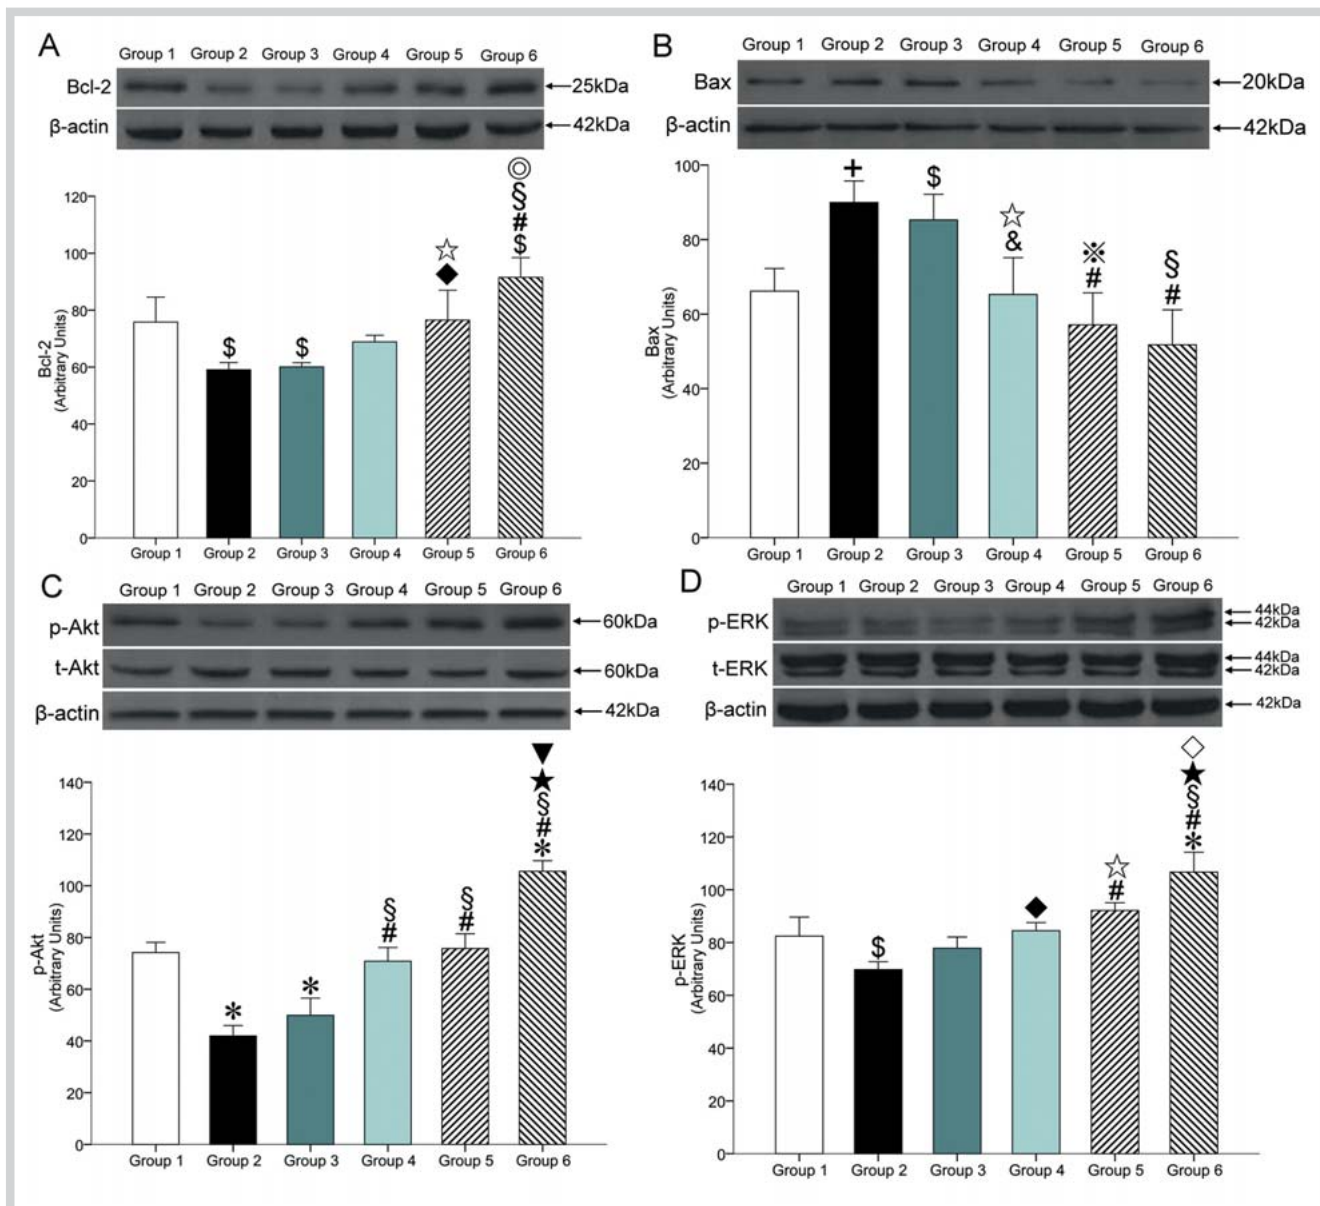 A
Group 1 Group 2 Group 3 Group 4 Group 5 Group 6
Bcl-2 25kDa
β-actin 42kDa
◎
§
☆ #
◆ $
$ $
120
100
80
60
40
20
0
Bcl-2
(Arbitrary Units)
Group 1 Group 2 Group 3 Group 4 Group 5 Group 6
B
Group 1 Group 2 Group 3 Group 4 Group 5 Group 6
Bax 20kDa
β-actin 42kDa
+ $
☆ ※ §
& # #
100
80
60
40
20
0
Bax
(Arbitrary Units)
Group 1 Group 2 Group 3 Group 4 Group 5 Group 6
C
Group 1 Group 2 Group 3 Group 4 Group 5 Group 6
p-Akt 60kDa
t-Akt 60kDa
β-actin 42kDa
▼
★
§
#
*
§ §
# #
* *
140
120
100
80
60
40
20
0
p-Akt
(Arbitrary Units)
Group 1 Group 2 Group 3 Group 4 Group 5 Group 6
D
Group 1 Group 2 Group 3 Group 4 Group 5 Group 6
p-ERK 44kDa
42kDa
t-ERK 44kDa
42kDa
β-actin 42kDa
◇
★
§
#
*
☆
#
◆
$
140
120
100
80
60
40
20
0
p-ERK
(Arbitrary Units)
Group 1 Group 2 Group 3 Group 4 Group 5 Group 6